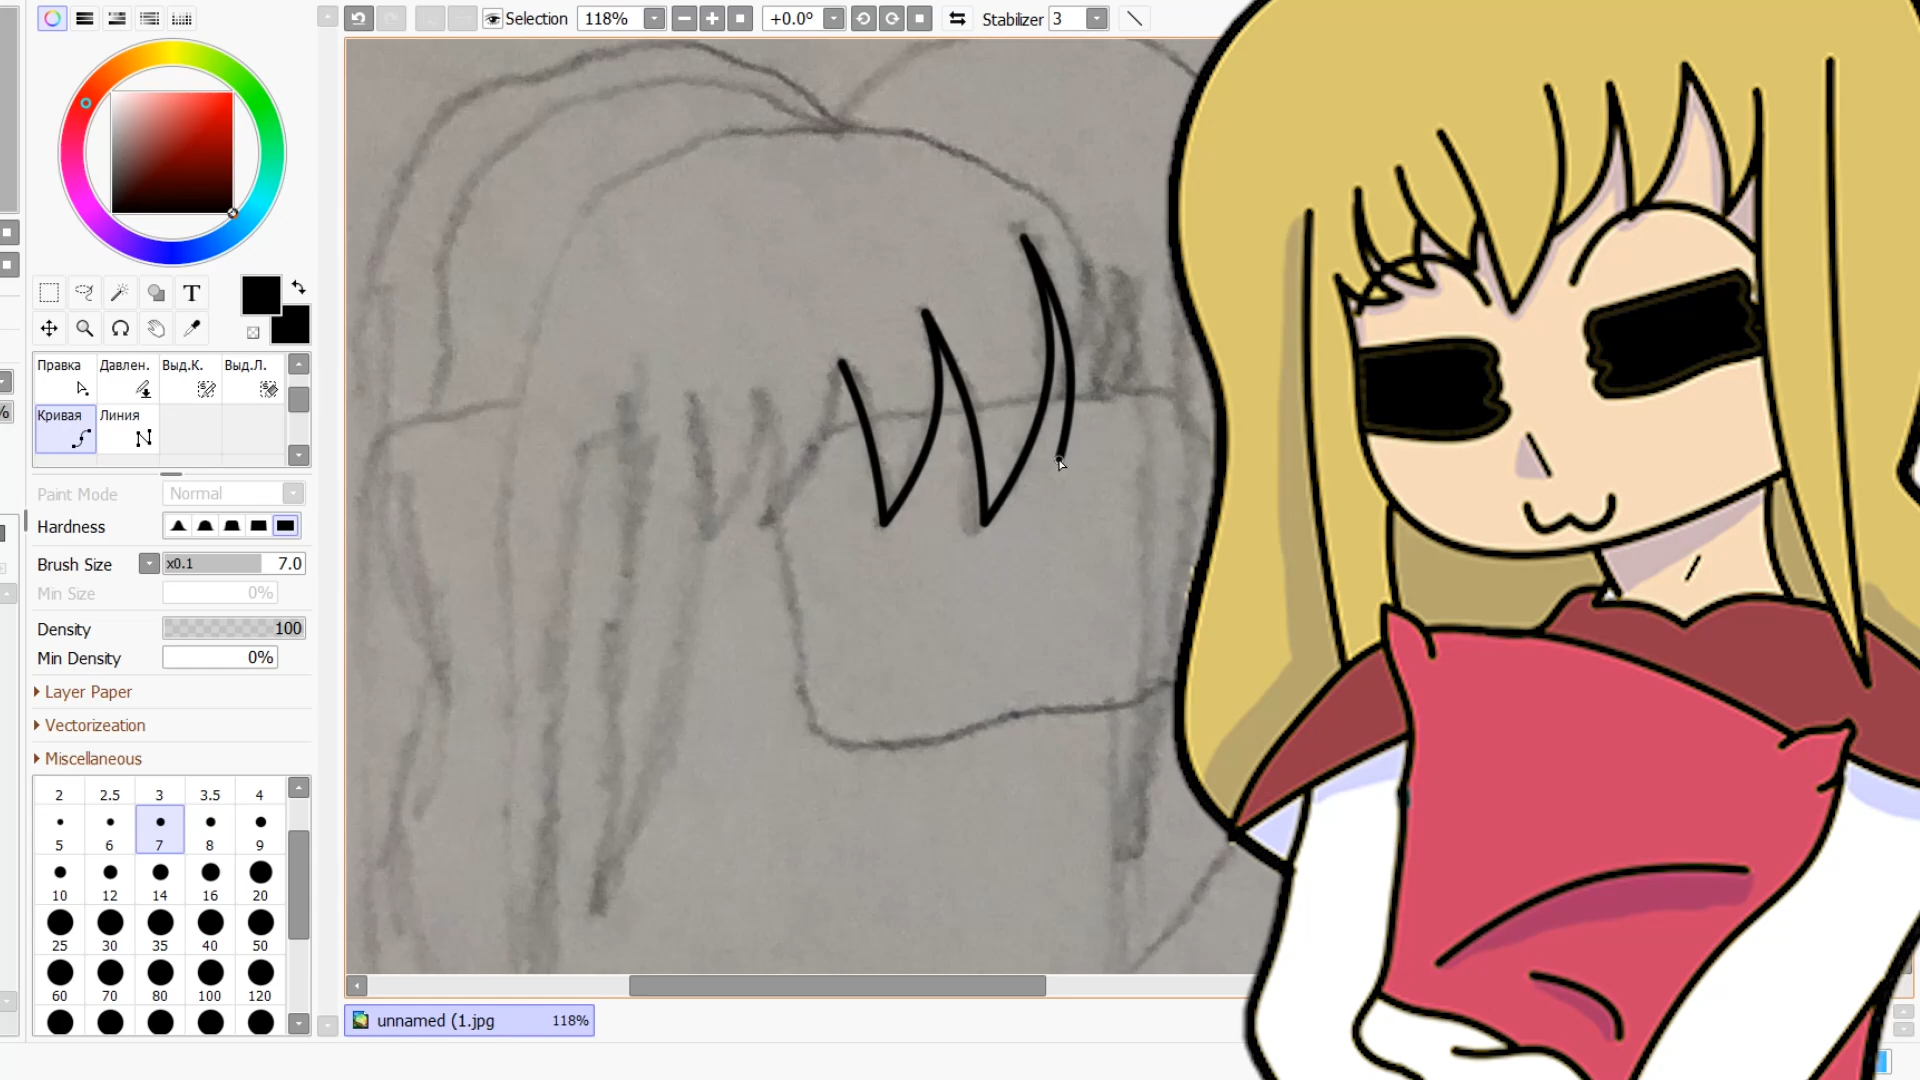 Selection 118% +0.0° Stabilizer 3
T
Правка Давлен. Выд.К. Выд.Л.
Кривая Линия
Paint Mode Normal
Hardness
Brush Size x0.1 7.0
Min Size 0%
Density 100
Min Density 0%
Layer Paper
Vectorizeation
Miscellaneous
2 2.5 3 3.5 4
5 6 7 8 9
10 12 14 16 20
25 30 35 40 50
60 70 80 100 120
unnamed (1.jpg 118%
%